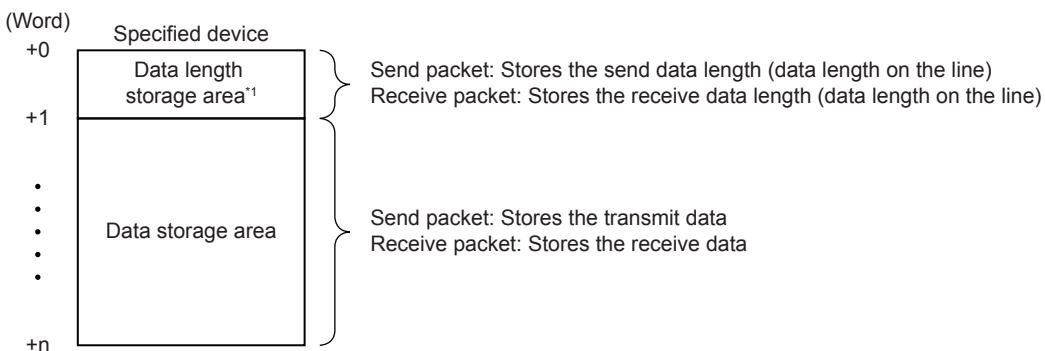 (Word)
Specified device
+0
Data length
storage area*1
Send packet: Stores the send data length (data length on the line)
Receive packet: Stores the receive data length (data length on the line)
+1
Data storage area
Send packet: Stores the transmit data
Receive packet: Stores the receive data
+n